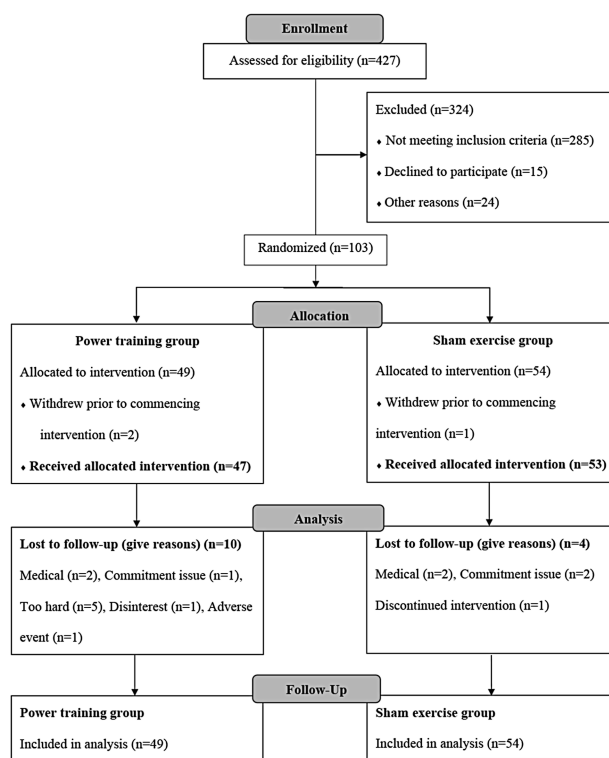 Enrollment
Assessed for eligibility (n=427)
Excluded (n=324)
♦ Not meeting inclusion criteria (n=285)
♦ Declined to participate (n=15)
♦ Other reasons (n=24)
Randomized (n=103)
Allocation
Power training group
Allocated to intervention (n=49)
♦ Withdrew prior to commencing
intervention (n=2)
♦ Received allocated intervention (n=47)
Sham exercise group
Allocated to intervention (n=54)
♦ Withdrew prior to commencing
intervention (n=1)
♦ Received allocated intervention (n=53)
Analysis
Lost to follow-up (give reasons) (n=10)
Medical (n=2), Commitment issue (n=1),
Too hard (n=5), Disinterest (n=1), Adverse
event (n=1)
Lost to follow-up (give reasons) (n=4)
Medical (n=2), Commitment issue (n=2)
Discontinued intervention (n=1)
Follow-Up
Power training group
Included in analysis (n=49)
Sham exercise group
Included in analysis (n=54)